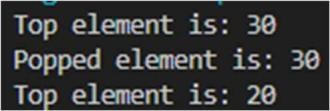 Top element is: 30
Popped element is: 30
Top element is: 20